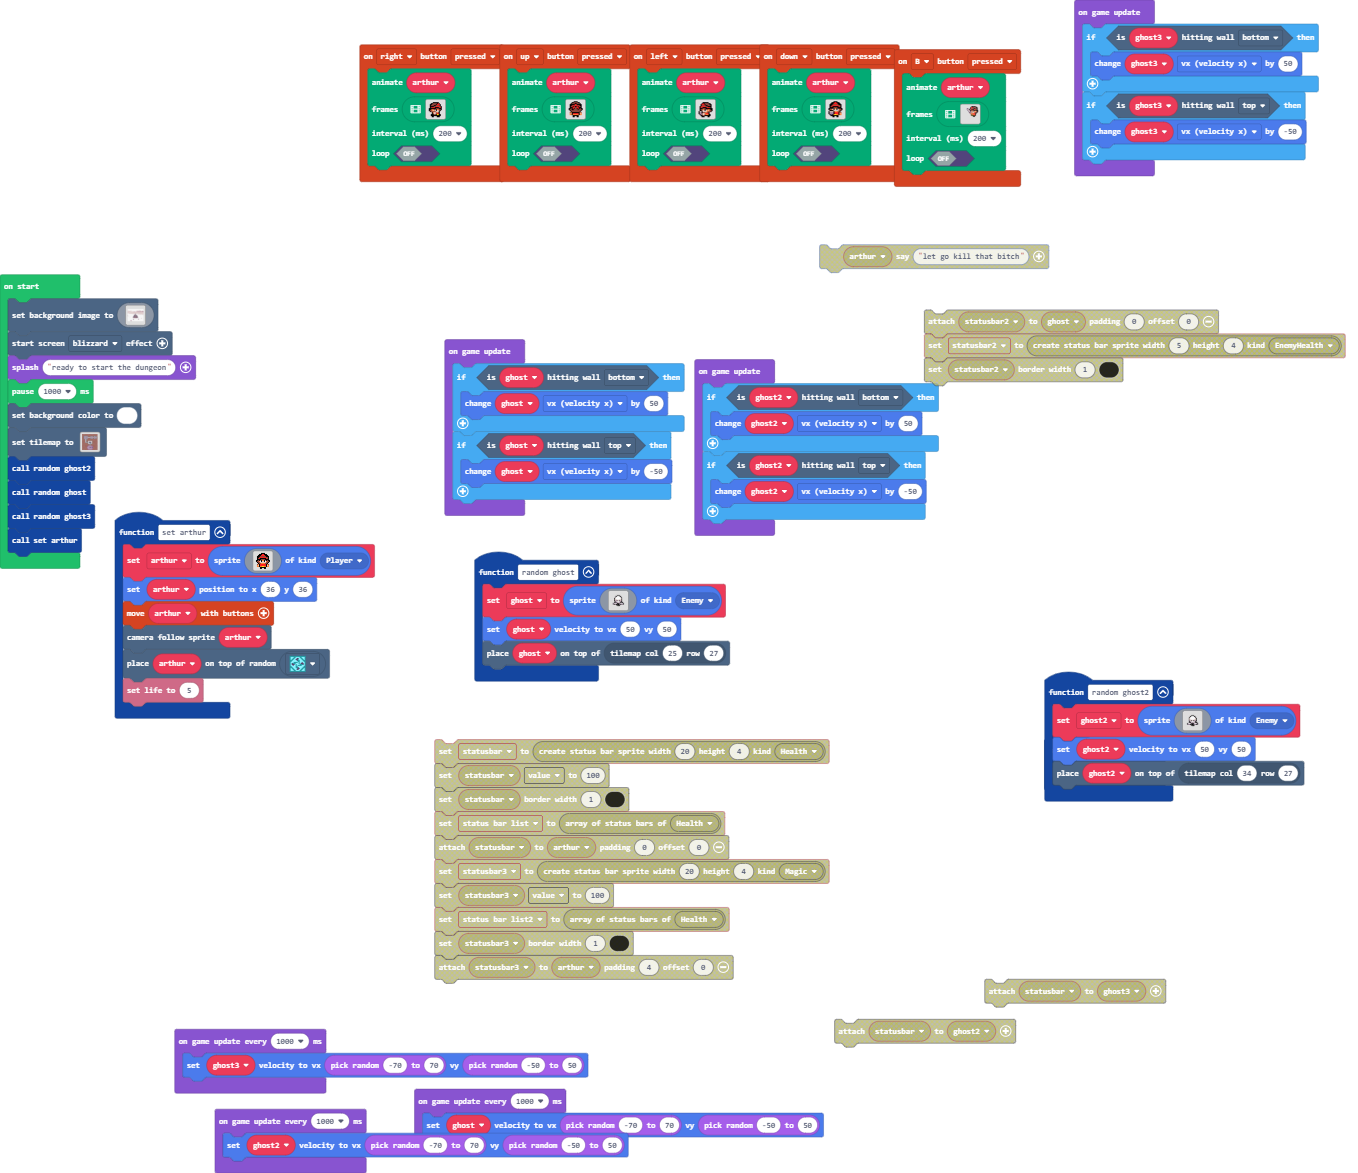 on game update
if is ghost3 hitting wall bottom then
change ghost3 vx (velocity x) by 50
if is ghost3 hitting wall top then
change ghost3 vx (velocity x) by -50
on right button pressed
animate arthur
frames
interval (ms) 200
loop OFF
on up button pressed
animate arthur
frames
interval (ms) 200
loop OFF
on left button pressed
animate arthur
frames
interval (ms) 200
loop OFF
on down button pressed
animate arthur
frames
interval (ms) 200
loop OFF
on B button pressed
animate arthur
frames
interval (ms) 200
loop OFF
arthur say "let go kill that bitch"
on start
set background image to
start screen blizzard effect
splash "ready to start the dungeon"
pause 1000 ms
set background color to
set tilemap to
call random ghost2
call random ghost
call random ghost3
call set arthur
attach statusbar2 to ghost padding 0 offset 0
set statusbar2 to create status bar sprite width 5 height 4 kind EnemyHealth
set statusbar2 border width 1
on game update
if is ghost hitting wall bottom then
change ghost vx (velocity x) by 50
if is ghost hitting wall top then
change ghost vx (velocity x) by -50
on game update
if is ghost2 hitting wall bottom then
change ghost2 vx (velocity x) by 50
if is ghost2 hitting wall top then
change ghost2 vx (velocity x) by -50
function set arthur
set arthur to sprite of kind Player
set arthur position to x 36 y 36
move arthur with buttons
camera follow sprite arthur
place arthur on top of random
set life to 5
function random ghost
set ghost to sprite of kind Enemy
set ghost velocity to vx 50 vy 50
place ghost on top of tilemap col 25 row 27
function random ghost2
set ghost2 to sprite of kind Enemy
set ghost2 velocity to vx 50 vy 50
place ghost2 on top of tilemap col 34 row 27
set statusbar to create status bar sprite width 20 height 4 kind Health
set statusbar value to 100
set statusbar border width 1
set status bar list to array of status bars of Health
attach statusbar to arthur padding 0 offset 0
set statusbar3 to create status bar sprite width 20 height 4 kind Magic
set statusbar3 value to 100
set status bar list2 to array of status bars of Health
set statusbar3 border width 1
attach statusbar3 to arthur padding 4 offset 0
attach statusbar to ghost3
attach statusbar to ghost2
on game update every 1000 ms
set ghost3 velocity to vx pick random -70 to 70 vy pick random -50 to 50
on game update every 1000 ms
set ghost velocity to vx pick random -70 to 70 vy pick random -50 to 50
on game update every 1000 ms
set ghost2 velocity to vx pick random -70 to 70 vy pick random -50 to 50